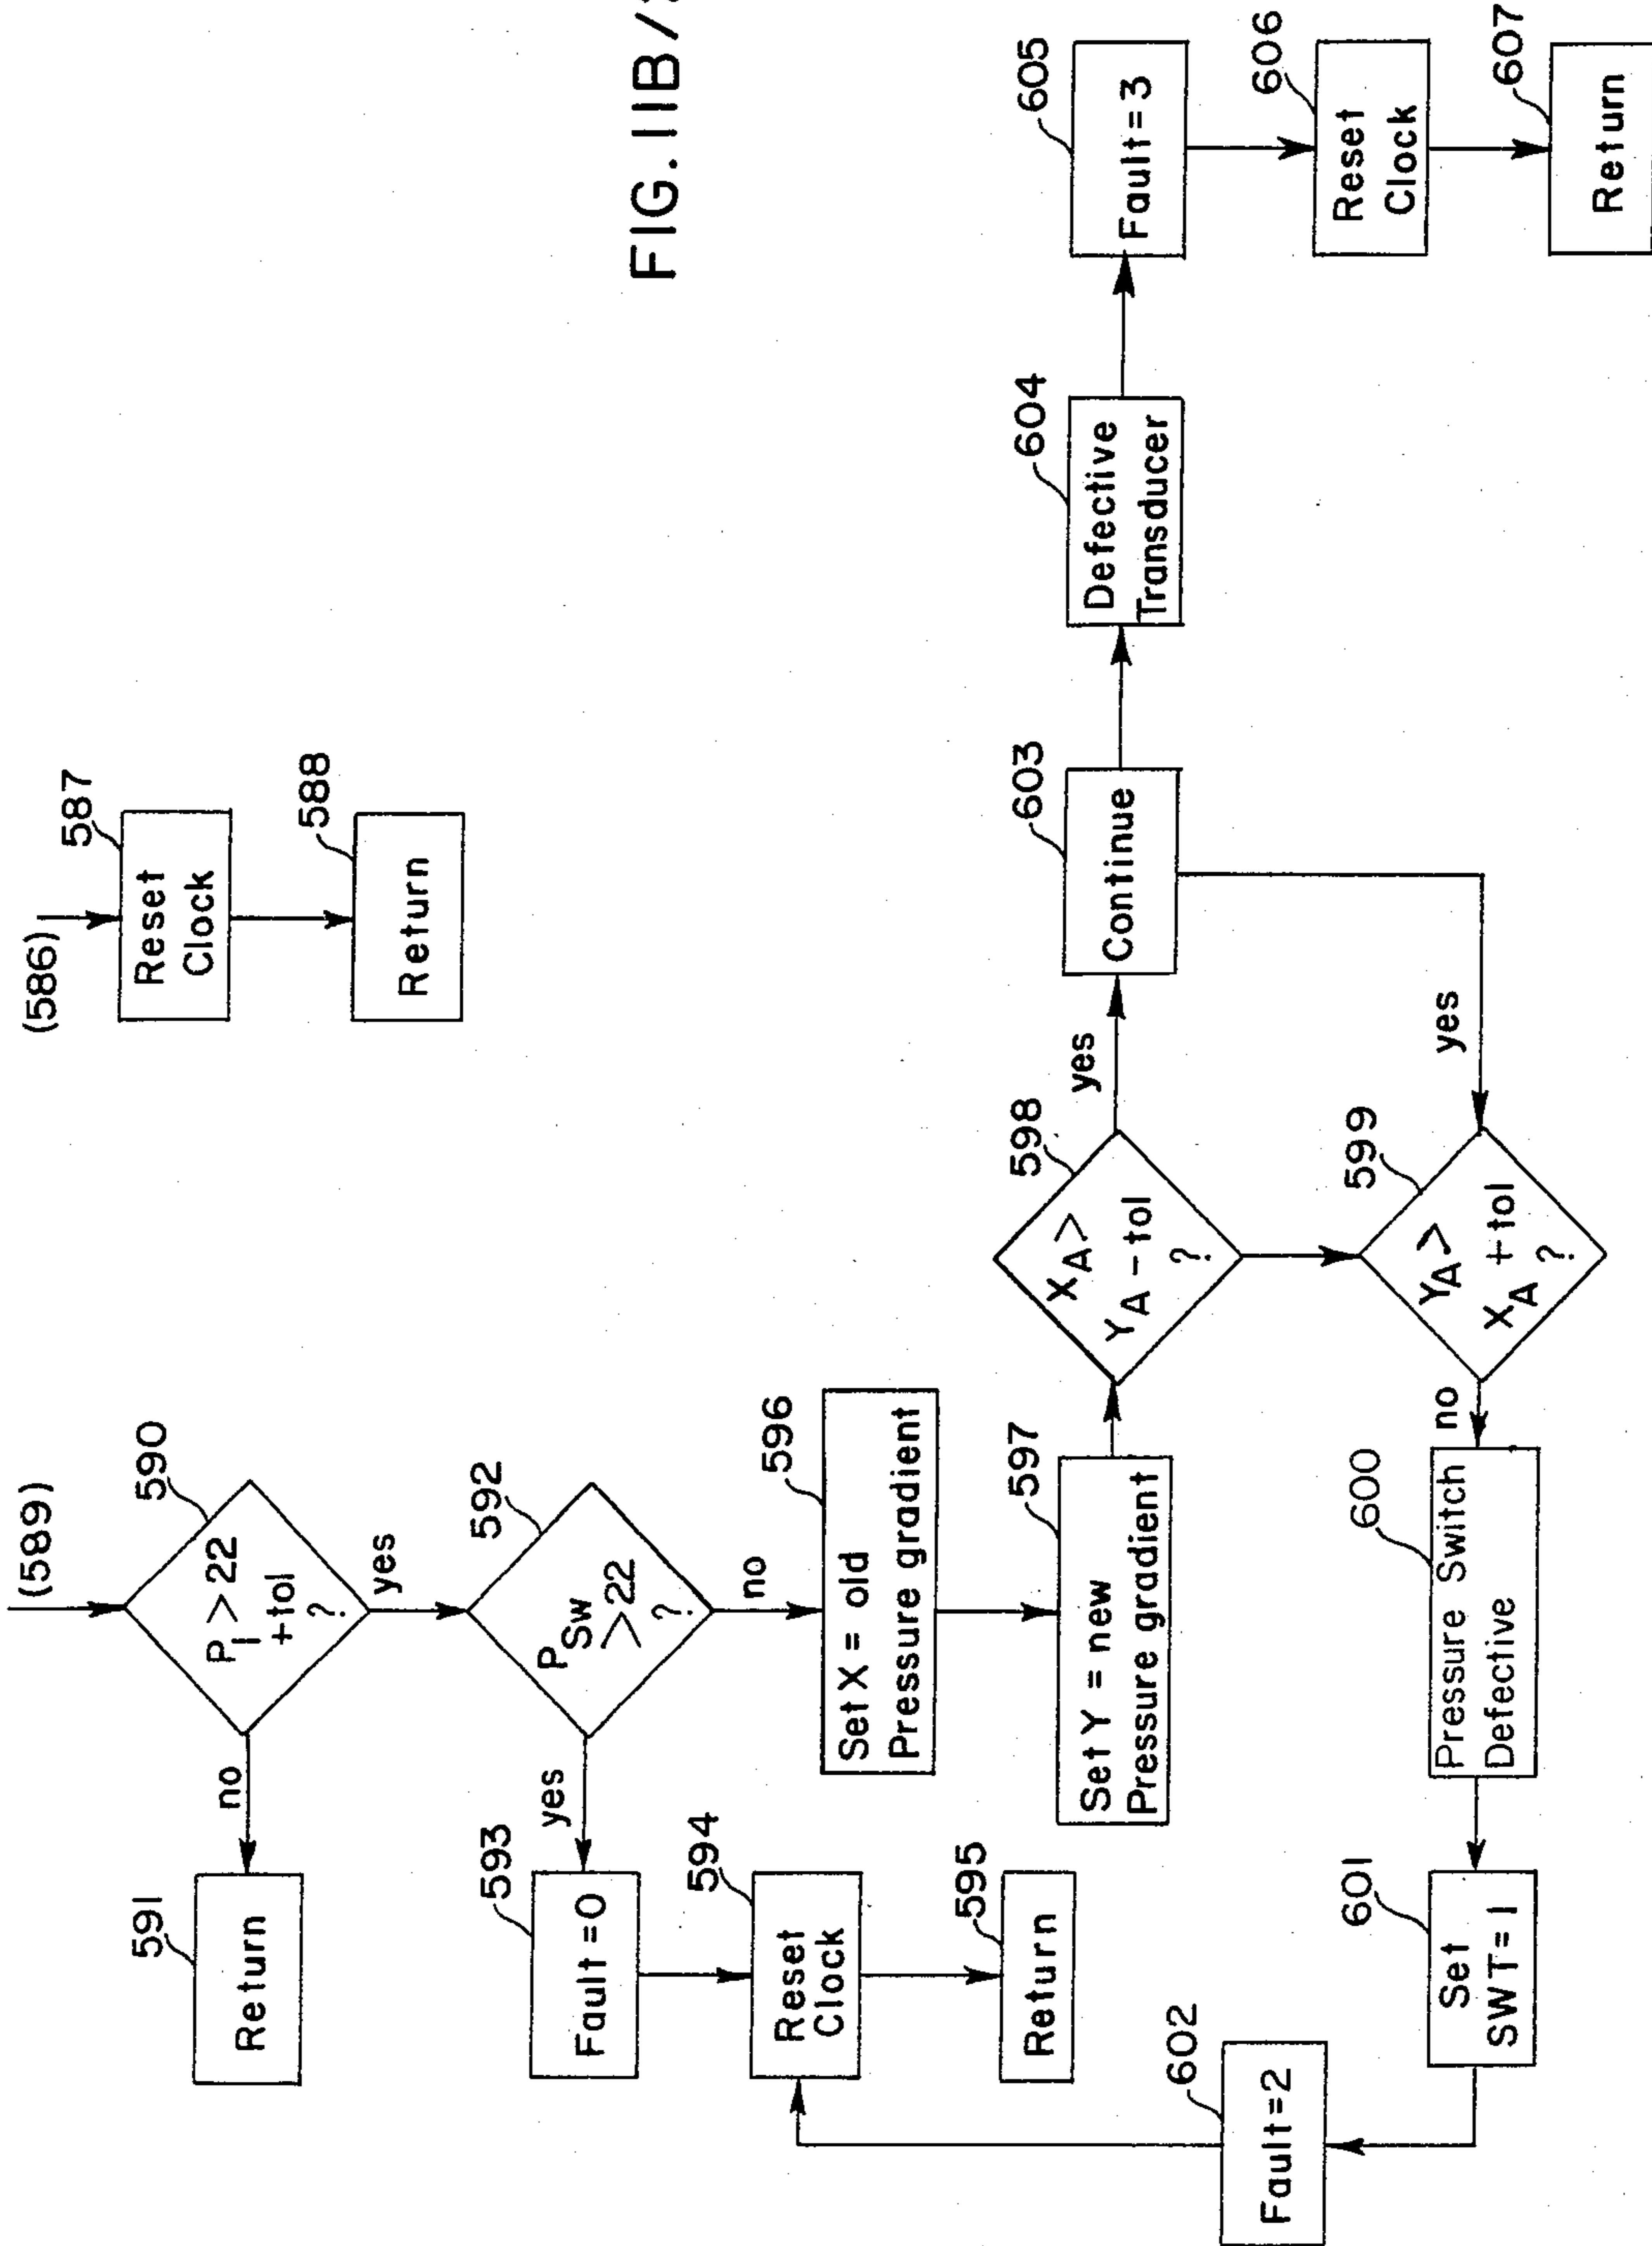 FIG. 11B/
(586)
587
Reset
Clock
588
Return
(589)
590
P1 > 22
+tol
?
no
591
Return
yes
592
PSw
>22
?
yes
593
Fault = 0
594
Reset
Clock
595
Return
no
596
Set X = old
Pressure gradient
597
Set Y = new
Pressure gradient
598
XA >
YA - tol
?
yes
603
Continue
604
Defective
Transducer
605
Fault = 3
606
Reset
Clock
607
Return
yes
599
YA >
XA + tol
?
no
600
Pressure Switch
Defective
601
Set
SWT = 1
602
Fault = 2